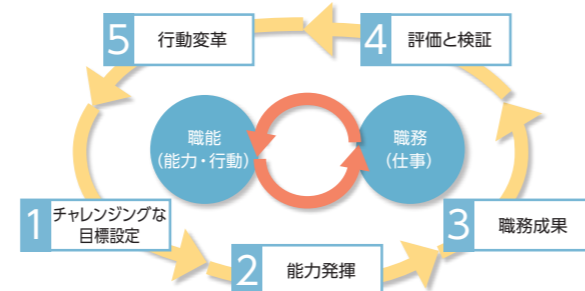 5 行動変革
4 評価と検証
職能
（能力・行動）
職務
（仕事）
1 チャレンジングな
目標設定
3 職務成果
2 能力発揮